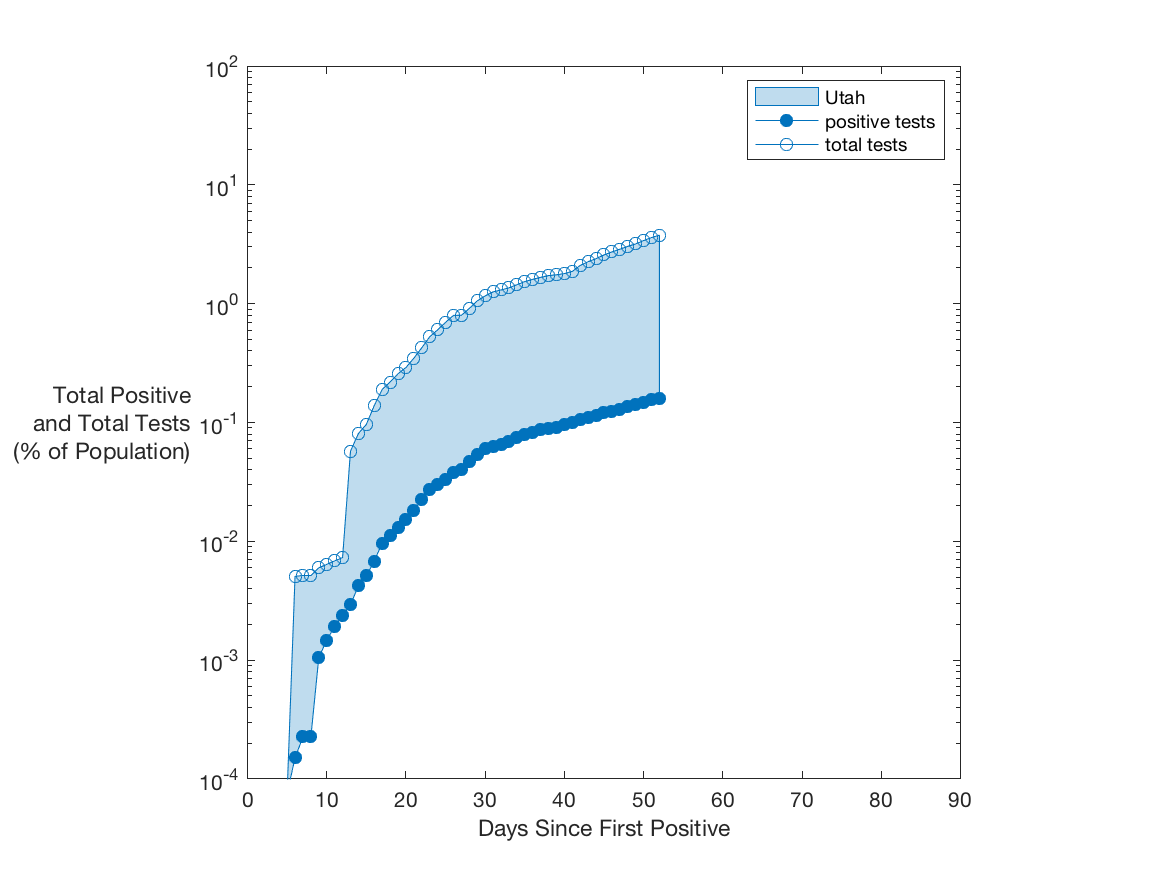 10^2
10^1
10^0
10^-1
10^-2
10^-3
10^-4
Total Positive
and Total Tests
(% of Population)
Utah
positive tests
total tests
0 10 20 30 40 50 60 70 80 90
Days Since First Positive